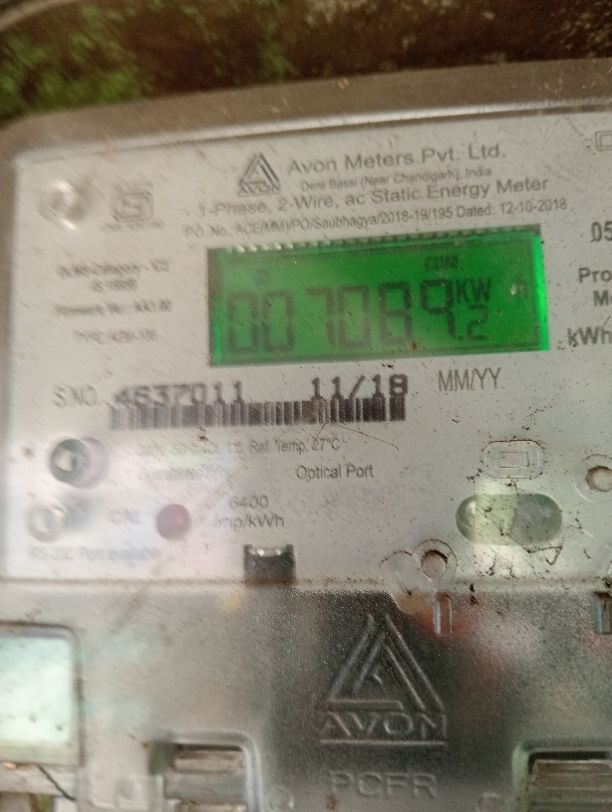 Avon Meters Pvt. Ltd.
AVON
Dera Bassi (Near Chandigarh), India
1-Phase, 2-Wire, ac Static Energy Meter
P.O No. ACE/MM)/PO/Saubhagya/2018-19/195 Dated: 12-10-2018
CUM
007089.2 KW
S.NO. 4637011 11/18 MM/YY
Ref. Temp. 27°C
Optical Port
6400
imp/kWh
kWh
AVON
PCFR